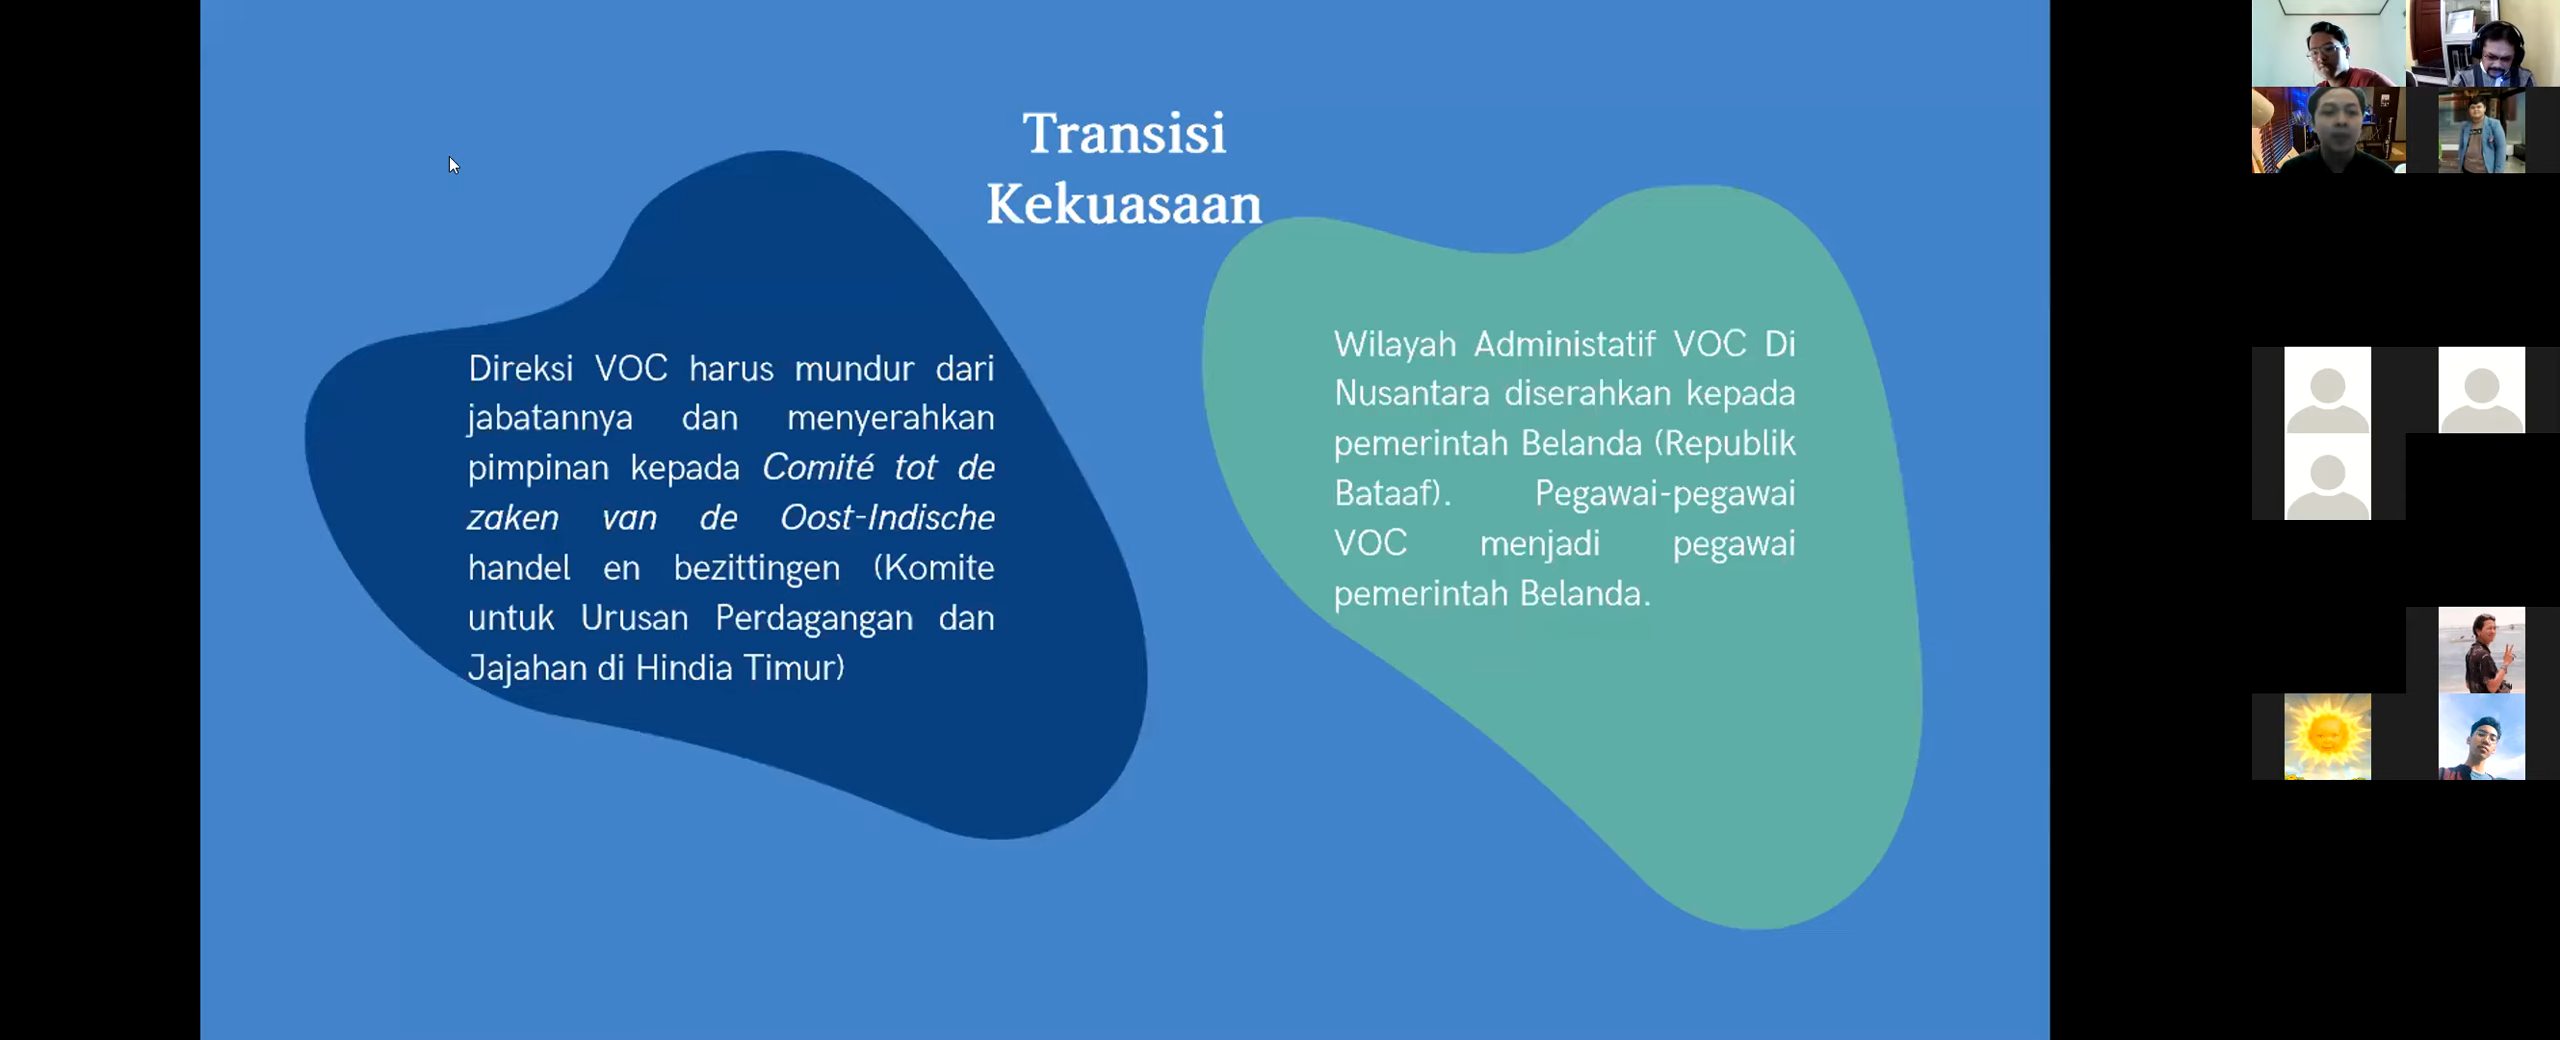 Transisi
Kekuasaan
Direksi VOC harus mundur dari
jabatannya dan menyerahkan
pimpinan kepada Comité tot de
zaken van de Oost-Indische
handel en bezittingen (Komite
untuk Urusan Perdagangan dan
Jajahan di Hindia Timur)
Wilayah Administatif VOC Di
Nusantara diserahkan kepada
pemerintah Belanda (Republik
Bataaf). Pegawai-pegawai
VOC menjadi pegawai
pemerintah Belanda.